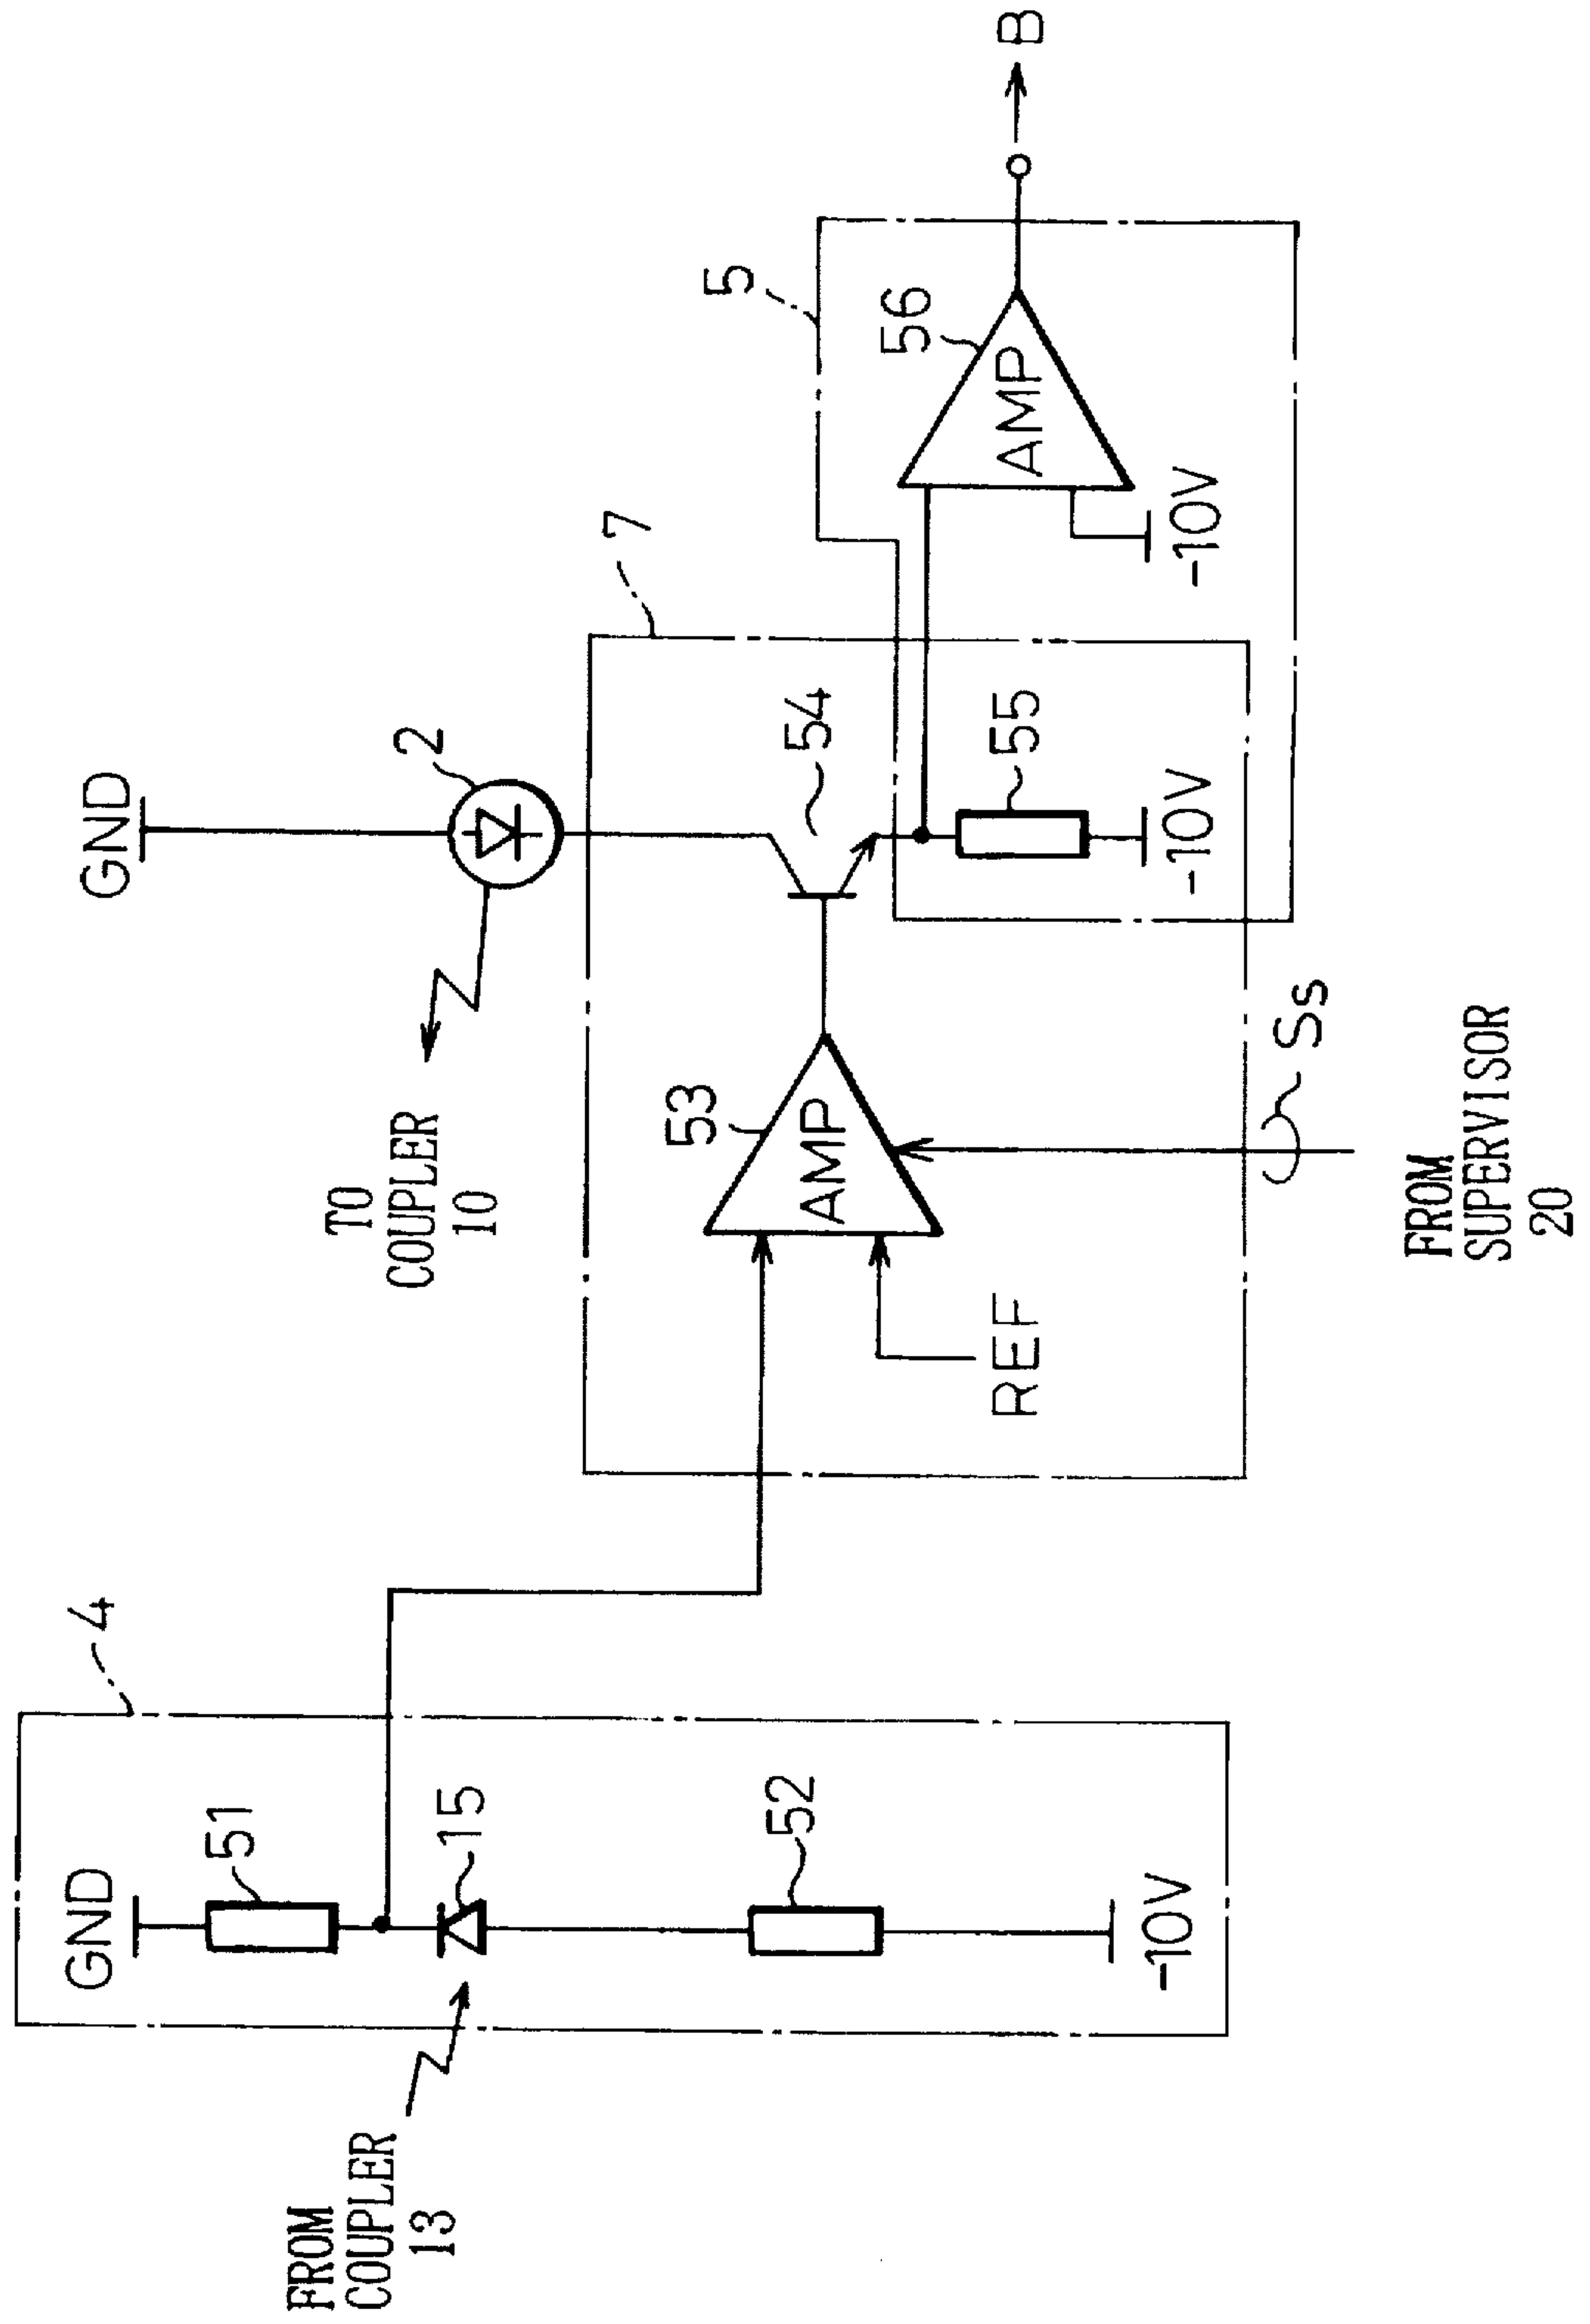 GND
2
TO
COUPLER
10
7
5
53
AMP
54
55
-10V
56
AMP
-10V
B
REF
Ss
FROM
SUPERVISOR
20
4
GND
51
15
52
-10V
FROM
COUPLER
13